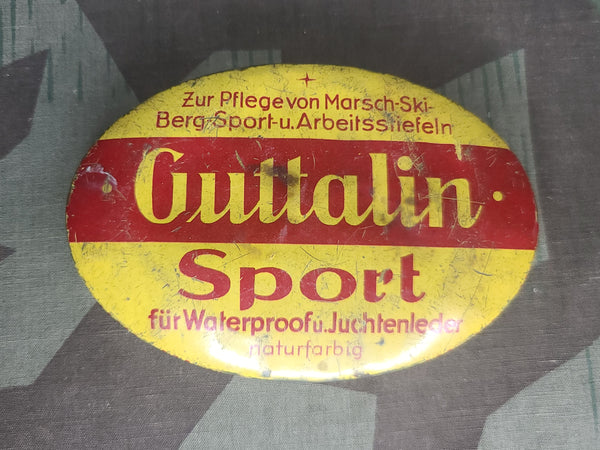 Zur Pflege von Marsch-Ski-
Berg-Sport-u. Arbeitsstiefeln
Guttalin
Sport
für Waterproof u. Juchtenleder
naturfarbig